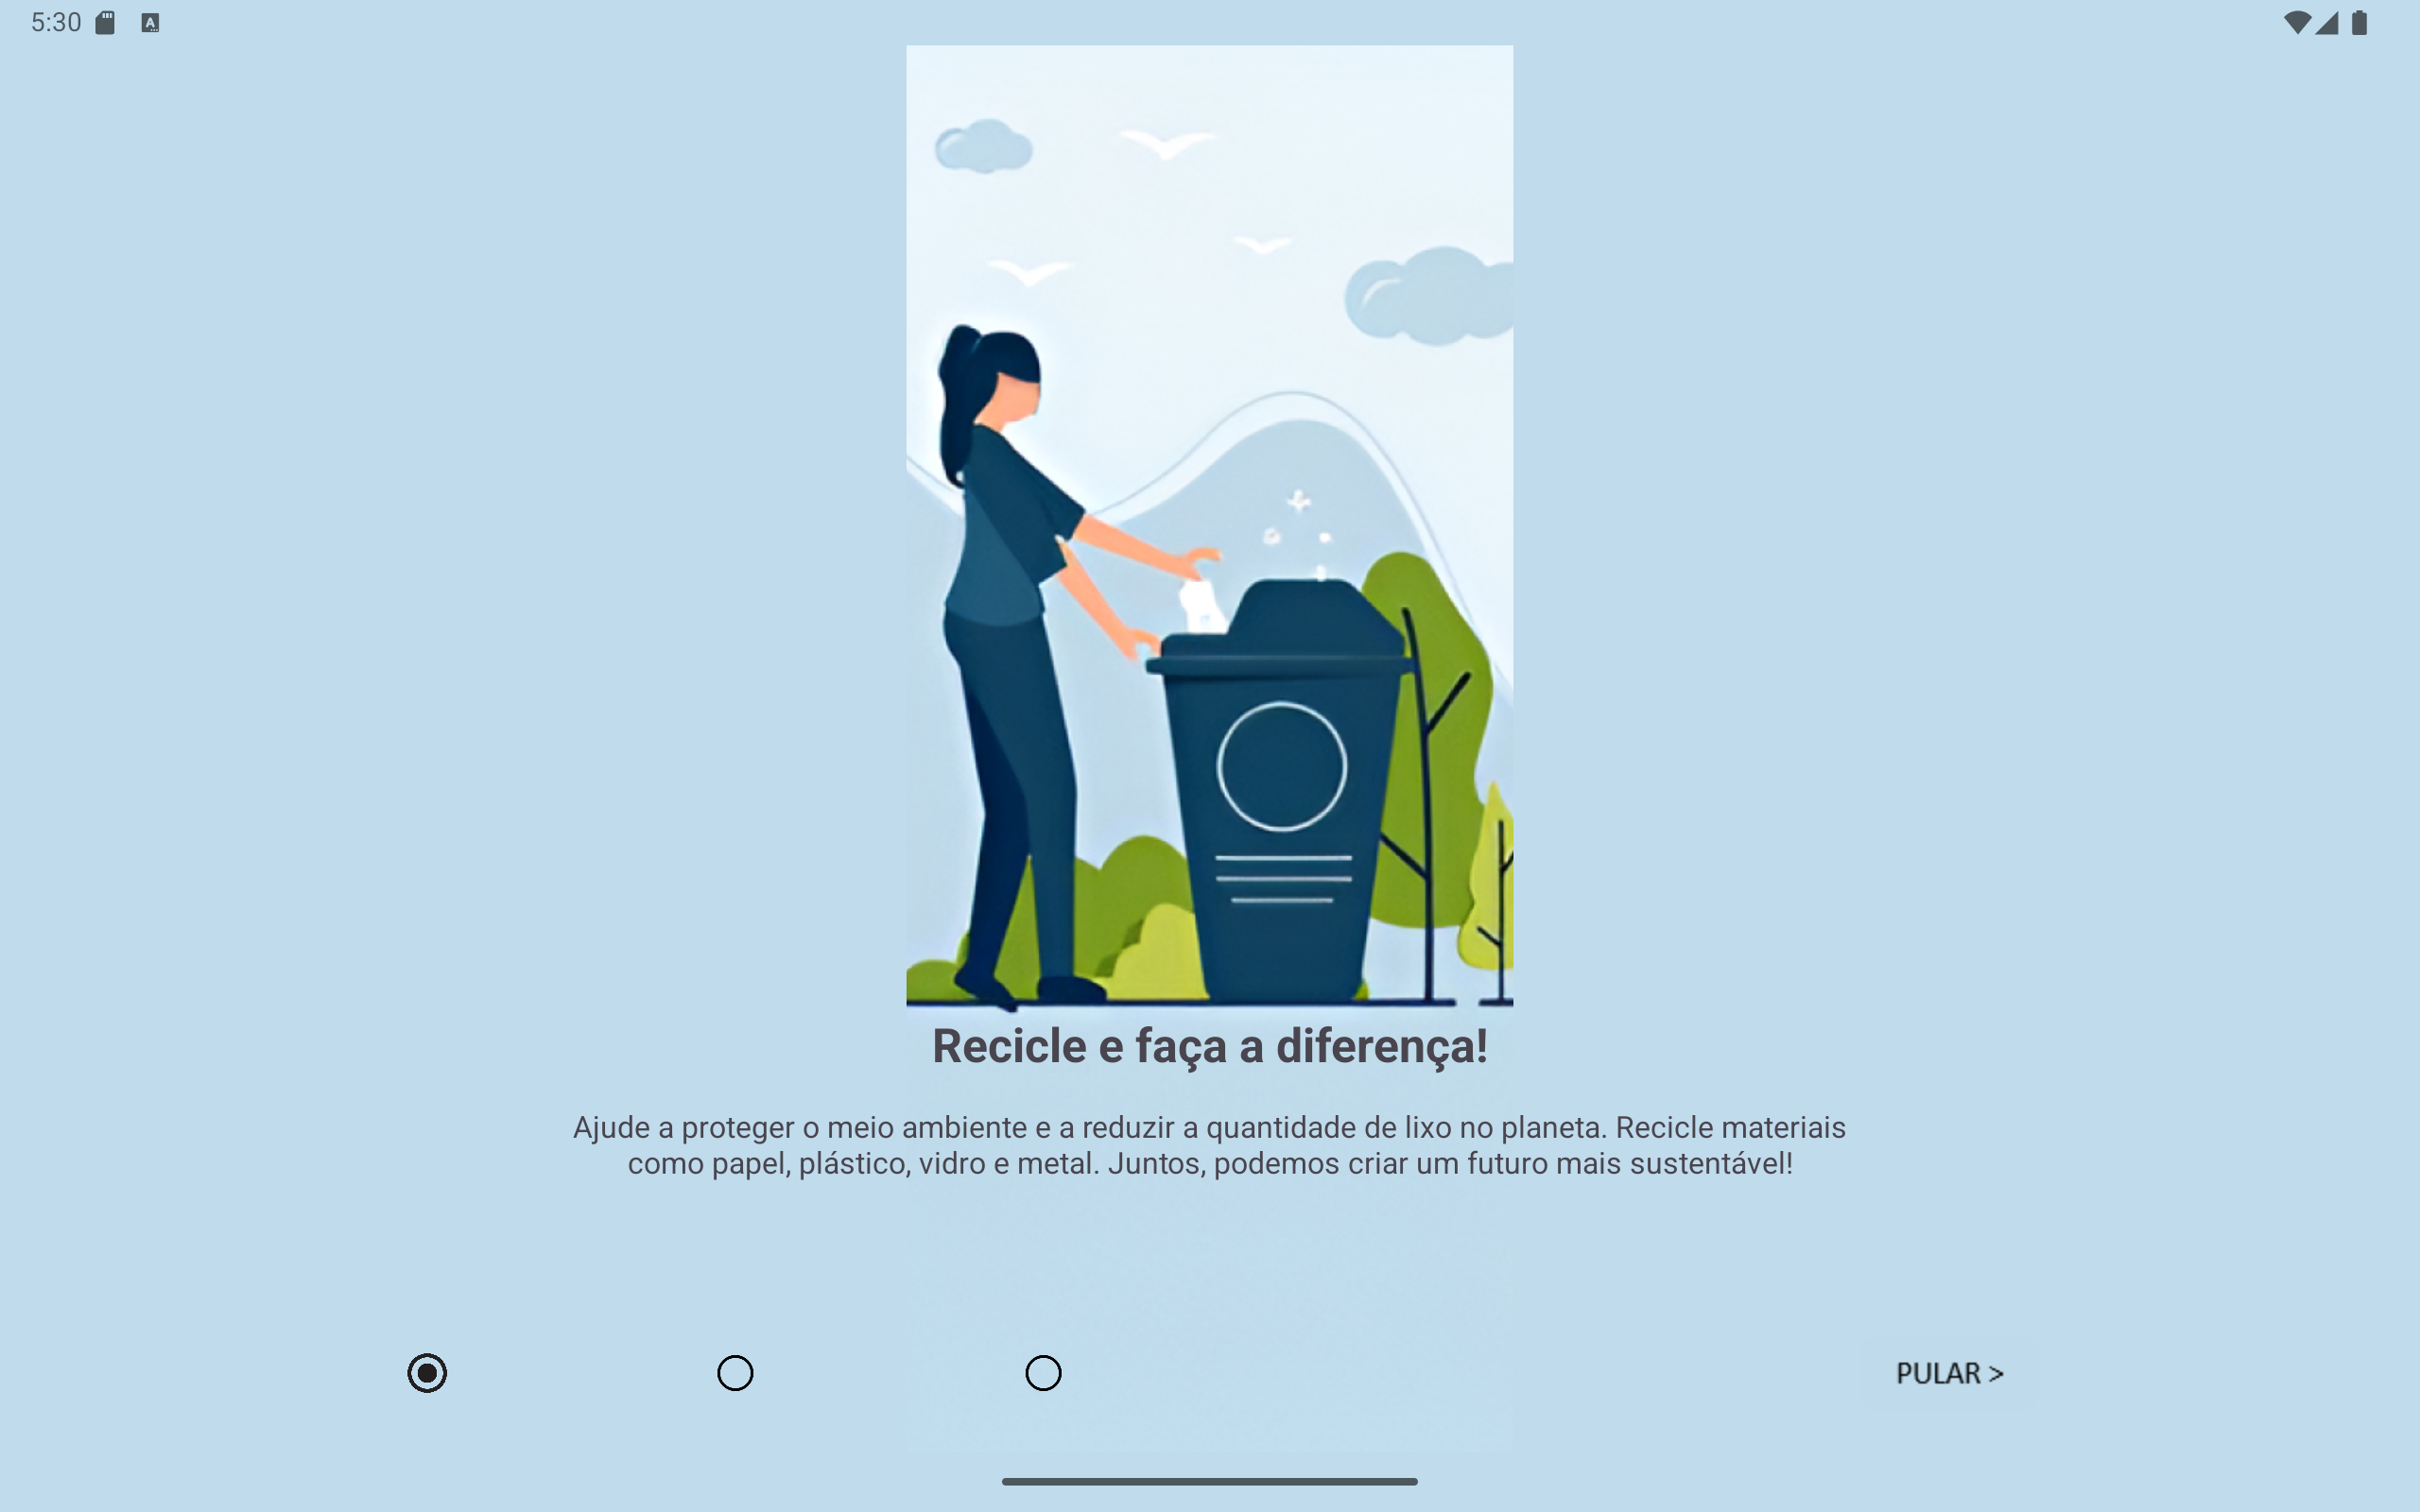 5:30
Recicle e faça a diferença!
Ajude a proteger o meio ambiente e a reduzir a quantidade de lixo no planeta. Recicle materiais
como papel, plástico, vidro e metal. Juntos, podemos criar um futuro mais sustentável!
PULAR >